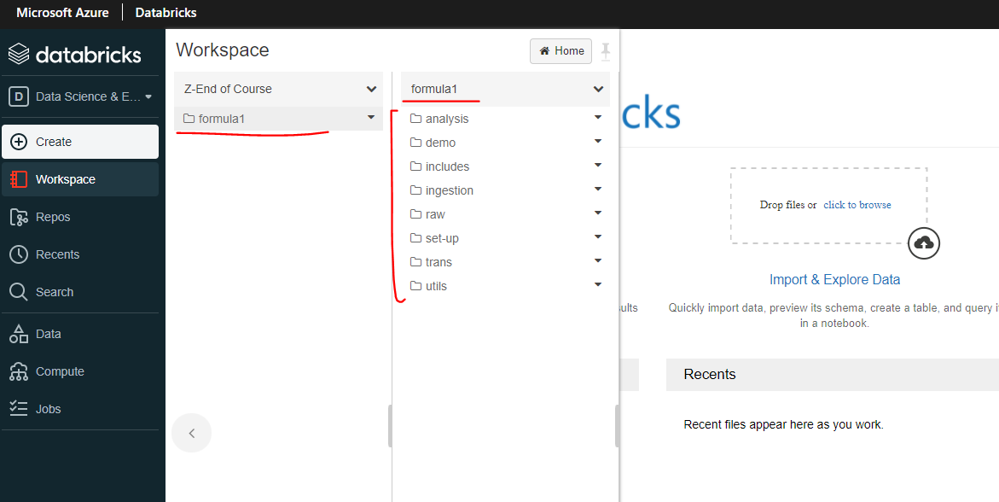 Microsoft Azure Databricks
databricks
D Data Science & E...
Create
Workspace
Repos
Recents
Search
Data
Compute
Jobs
Workspace
Home
Z-End of Course
formula1
formula1
analysis
demo
includes
ingestion
raw
set-up
trans
utils
cks
Drop files or click to browse
Import & Explore Data
ults
Quickly import data, preview its schema, create a table, and query i
in a notebook.
Recents
Recent files appear here as you work.